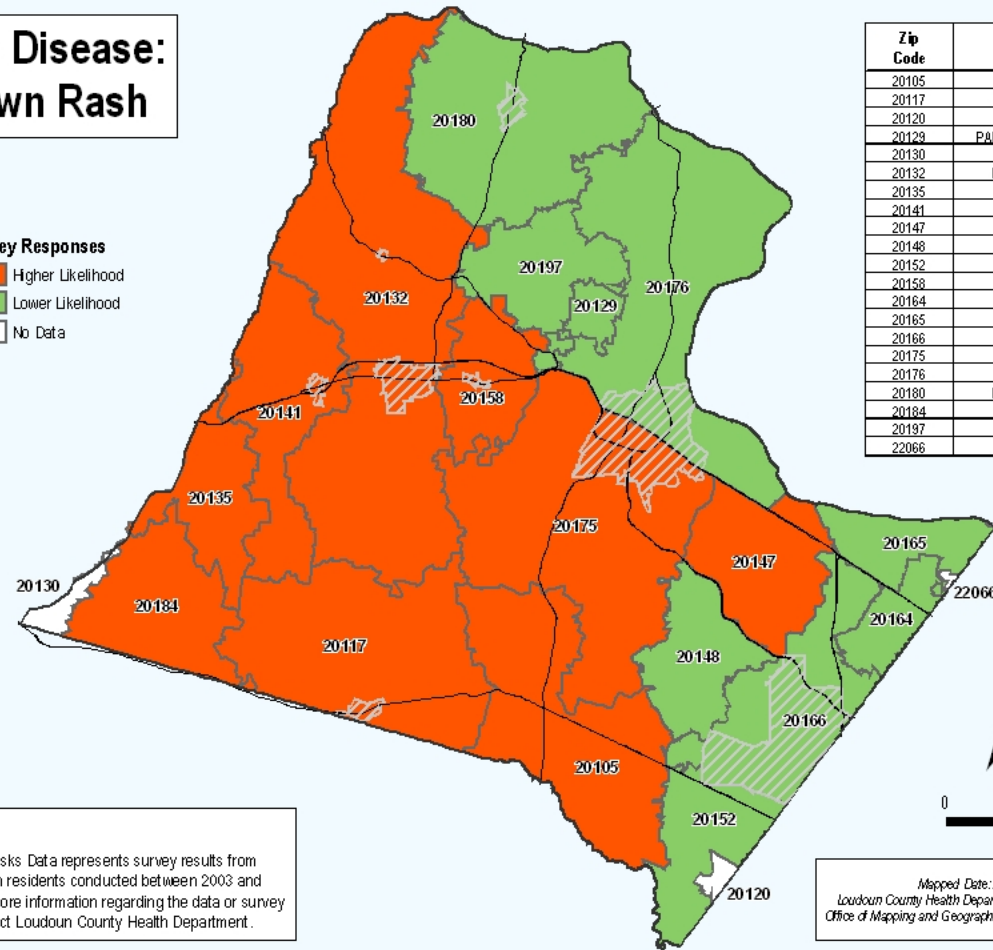 Disease:
wn Rash
ey Responses
Higher Likelihood
Lower Likelihood
No Data
Zip
Code
20105
20117
20120
20129 PA
20130
20132
20135
20141
20147
20148
20152
20158
20164
20165
20166
20175
20176
20180
20184
20197
22066
20180
20197
20176
20129
20132
20158
20141
20135
20175
20147
20165
20130
22066
20184
20164
20117
20148
20166
20105
20152
20120
0
sks Data represents survey results from
n residents conducted between 2003 and
ore information regarding the data or survey
ct Loudoun County Health Department.
Mapped Date:
Loudoun County Health Depar
Office of Mapping and Geograph